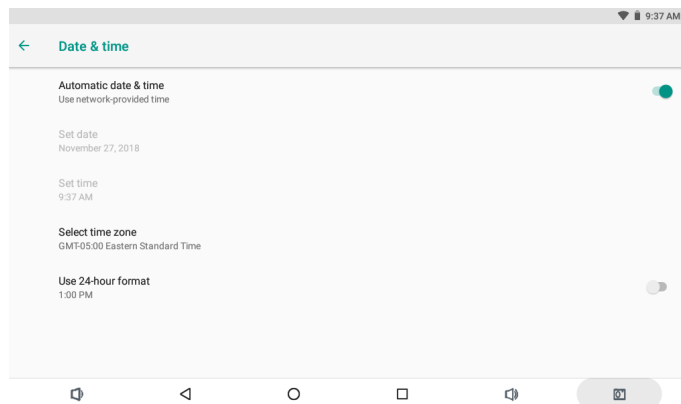 9:37 AM
Date & time
Automatic date & time
Use network-provided time
Set date
November 27, 2018
Set time
9:37 AM
Select time zone
GMT-05:00 Eastern Standard Time
Use 24-hour format
1:00 PM